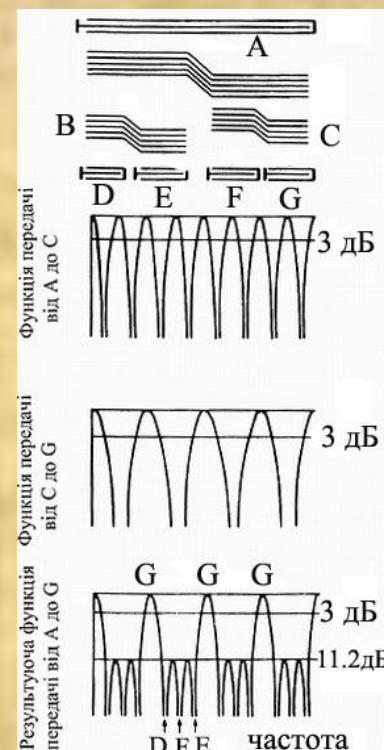 A
B
C
D E F G
Функція передачі
від A до C
3 дБ
Функція передачі
від C до G
3 дБ
Результуюча функція
передачі від A до G
G G G
3 дБ
11.2дБ
D F E
частота